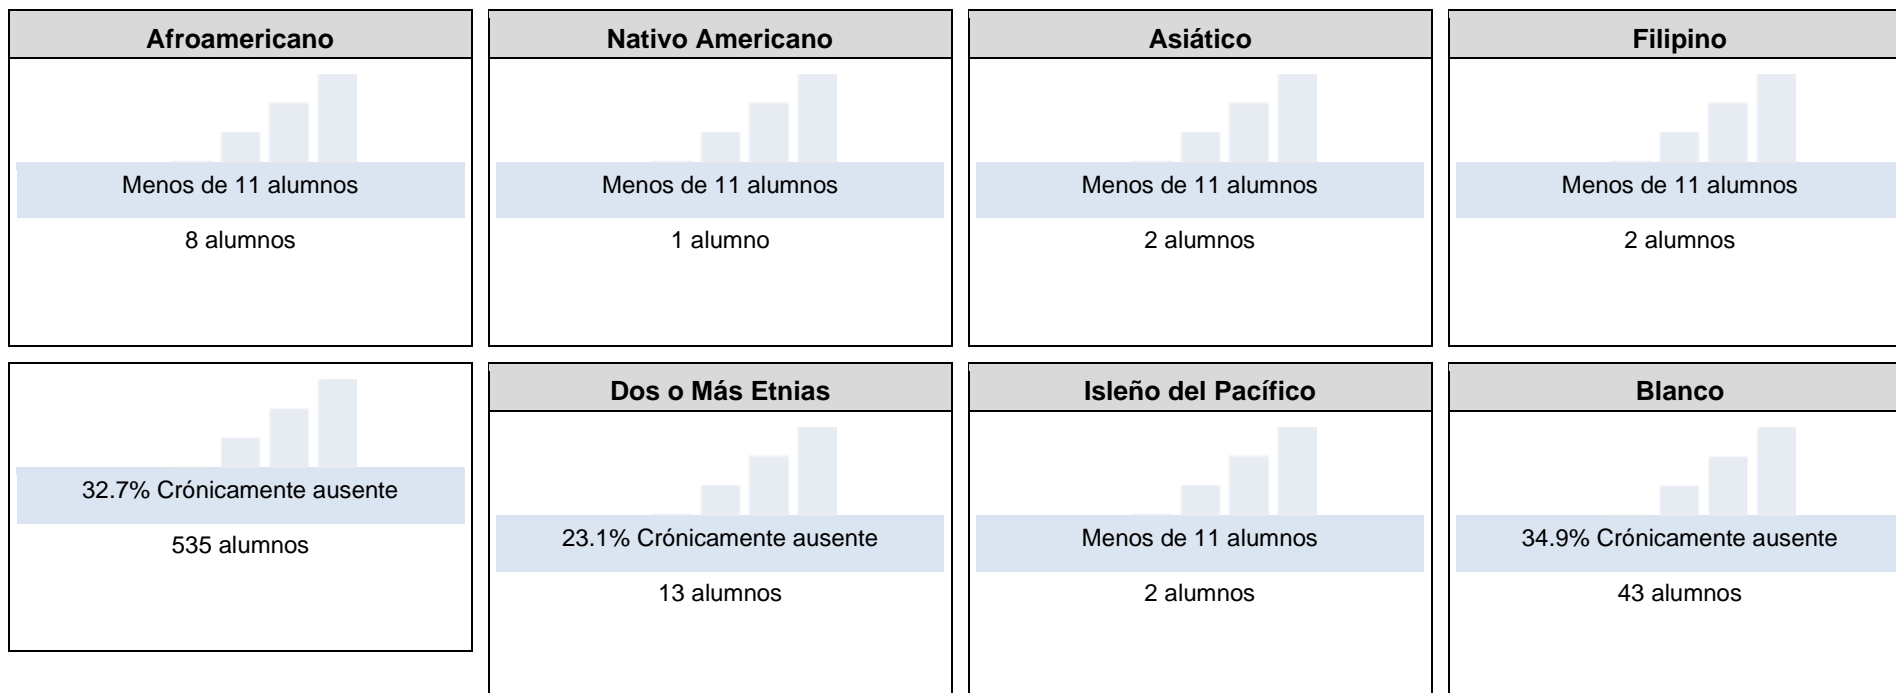 Afroamericano
Menos de 11 alumnos
8 alumnos
Nativo Americano
Menos de 11 alumnos
1 alumno
Asiático
Menos de 11 alumnos
2 alumnos
Filipino
Menos de 11 alumnos
2 alumnos
32.7% Crónicamente ausente
535 alumnos
Dos o Más Etnias
23.1% Crónicamente ausente
13 alumnos
Isleño del Pacífico
Menos de 11 alumnos
2 alumnos
Blanco
34.9% Crónicamente ausente
43 alumnos